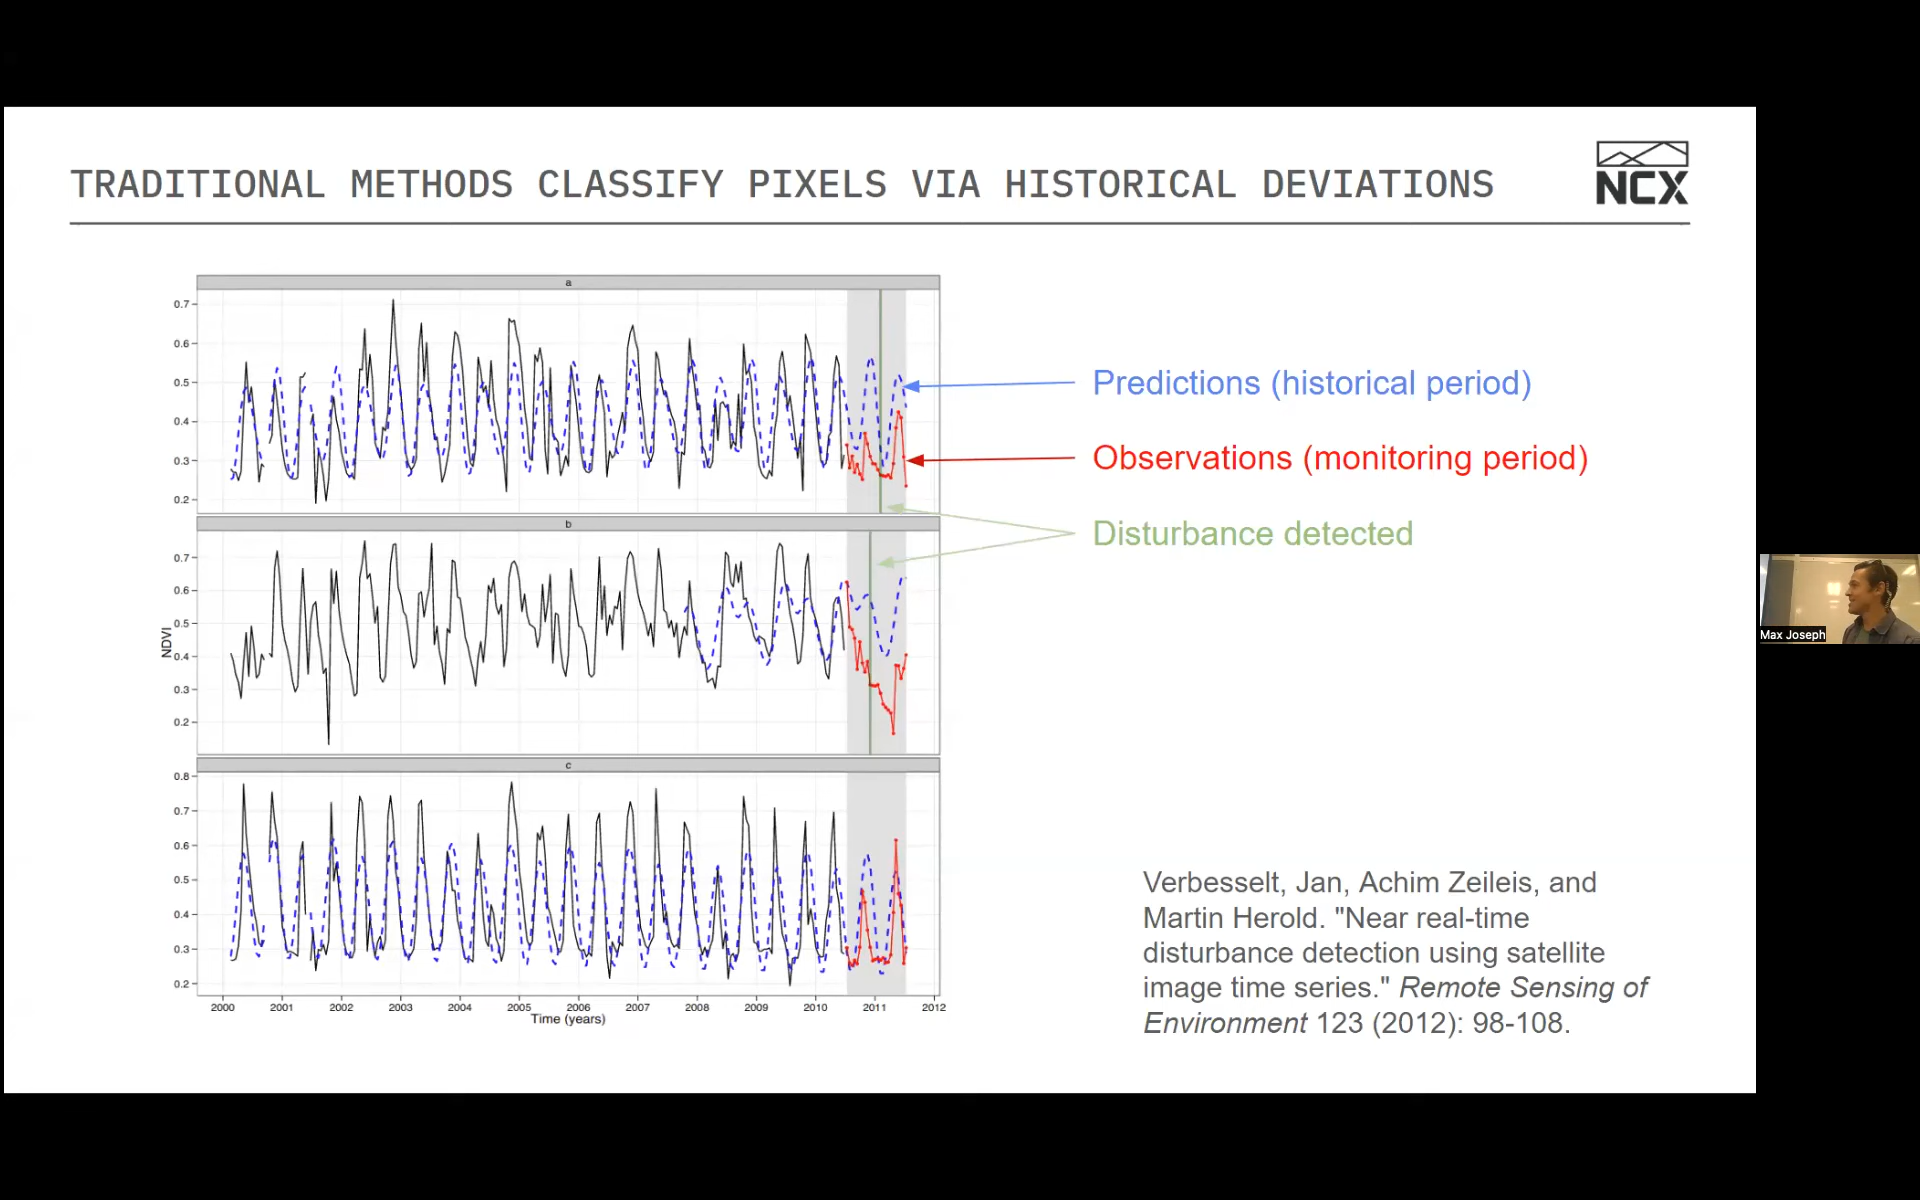 TRADITIONAL METHODS CLASSIFY PIXELS VIA HISTORICAL DEVIATIONS
NCX
a
0.7
0.6
0.5
0.4
0.3
0.2
b
0.7
0.6
0.5
0.4
0.3
0.2
NDVI
c
0.8
0.7
0.6
0.5
0.4
0.3
0.2
2000 2001 2002 2003 2004 2005 2006 2007 2008 2009 2010 2011 2012
Time (years)
Predictions (historical period)
Observations (monitoring period)
Disturbance detected
Verbesselt, Jan, Achim Zeileis, and
Martin Herold. "Near real-time
disturbance detection using satellite
image time series." Remote Sensing of
Environment 123 (2012): 98-108.
Max Joseph